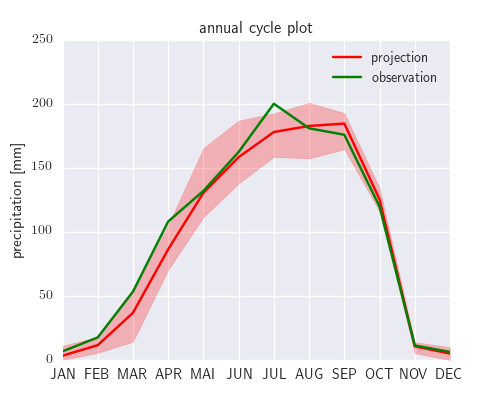 annual cycle plot
projection
observation
precipitation [mm]
250
200
150
100
50
0
JAN FEB MAR APR MAI JUN JUL AUG SEP OCT NOV DEC